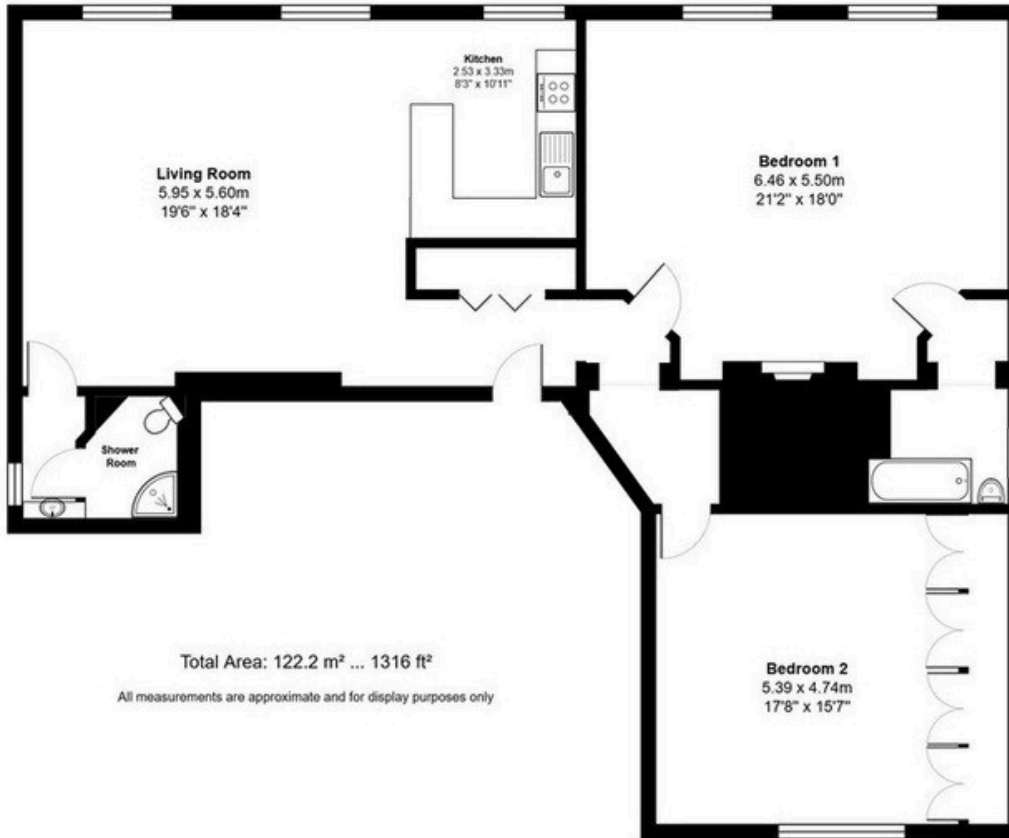 Kitchen
2.53 x 3.33m
8'3" x 10'11"
Living Room
5.95 x 5.60m
19'6" x 18'4"
Bedroom 1
6.46 x 5.50m
21'2" x 18'0"
Shower
Room
Total Area: 122.2 m² ... 1316 ft²
All measurements are approximate and for display purposes only
Bedroom 2
5.39 x 4.74m
17'8" x 15'7"